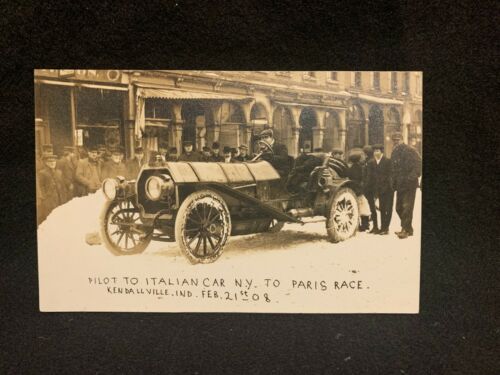 PILOT TO ITALIAN CAR N.Y. TO PARIS RACE.
KENDALLVILLE. IND. FEB. 21ST 08.